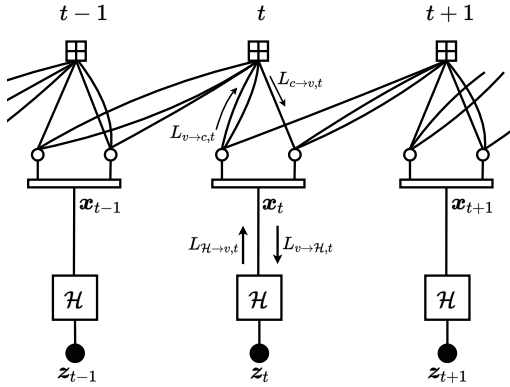 t − 1 t t + 1
L_{c→v,t}
L_{v→c,t}
x_{t−1} x_t x_{t+1}
L_{ℋ→v,t} L_{v→ℋ,t}
ℋ ℋ ℋ
z_{t−1} z_t z_{t+1}